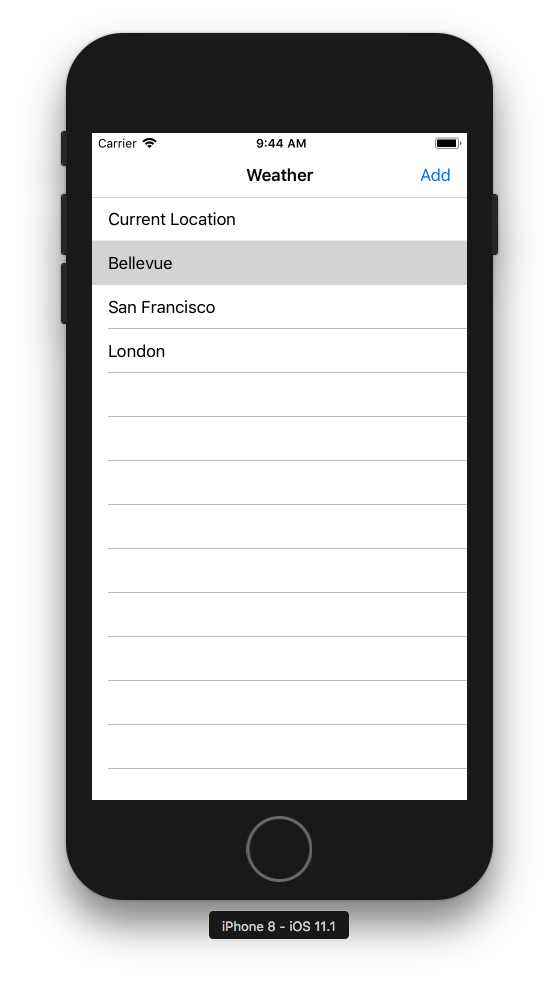 Carrier 9:44 AM
Weather Add
Current Location
Bellevue
San Francisco
London
iPhone 8 - iOS 11.1